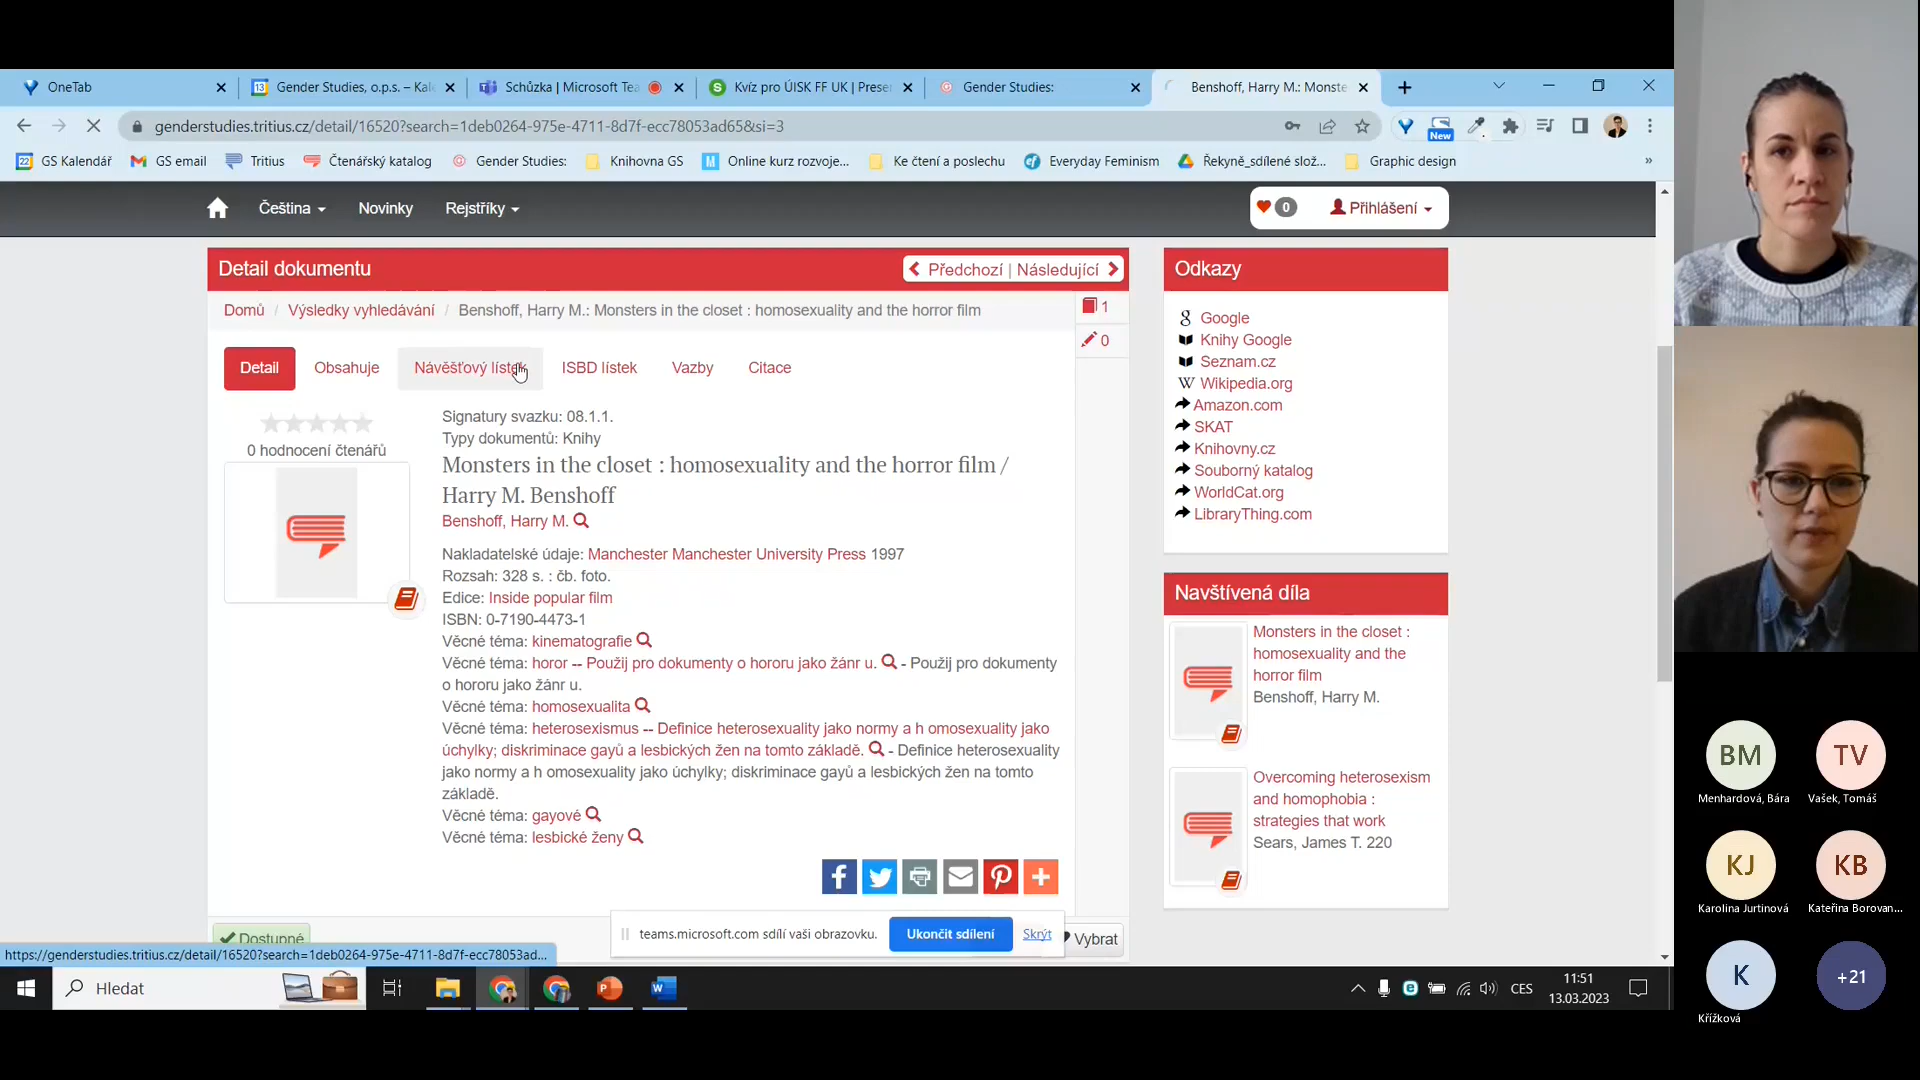 OneTab
Gender Studies, o.p.s. – Kal
Schůzka | Microsoft Tea
Kvíz pro ÚISK FF UK | Prese
Gender Studies:
Benshoff, Harry M.: Monste
genderstudies.tritius.cz/detail/16520?search=1deb0264-975e-4711-8d7f-ecc78053ad65&si=3
New
GS Kalendář
GS email
Tritius
Čtenářský katalog
Gender Studies:
Knihovna GS
Online kurz rozvoje...
Ke čtení a poslechu
Everyday Feminism
Řekyně_sdílené slož...
Graphic design
»
Čeština
Novinky
Rejstříky
0
Přihlášení
Detail dokumentu
Předchozí | Následující
Domů / Výsledky vyhledávání / Benshoff, Harry M.: Monsters in the closet : homosexuality and the horror film
1
0
Detail
Obsahuje
Návěšťový lístek
ISBD lístek
Vazby
Citace
0 hodnocení čtenářů
Signatury svazku: 08.1.1.
Typy dokumentů: Knihy
Monsters in the closet : homosexuality and the horror film /
Harry M. Benshoff
Benshoff, Harry M.
Nakladatelské údaje: Manchester Manchester University Press 1997
Rozsah: 328 s. : čb. foto.
Edice: Inside popular film
ISBN: 0-7190-4473-1
Věcné téma: kinematografie
Věcné téma: horor -- Použij pro dokumenty o hororu jako žánr u. - Použij pro dokumenty
o hororu jako žánr u.
Věcné téma: homosexualita
Věcné téma: heterosexismus -- Definice heterosexuality jako normy a h omosexuality jako
úchylky; diskriminace gayů a lesbických žen na tomto základě. - Definice heterosexuality
jako normy a h omosexuality jako úchylky; diskriminace gayů a lesbických žen na tomto
základě.
Věcné téma: gayové
Věcné téma: lesbické ženy
Dostupné
Vybrat
Odkazy
Google
Knihy Google
Seznam.cz
Wikipedia.org
Amazon.com
SKAT
Knihovny.cz
Souborný katalog
WorldCat.org
LibraryThing.com
Navštívená díla
Monsters in the closet :
homosexuality and the
horror film
Benshoff, Harry M.
Overcoming heterosexism
and homophobia :
strategies that work
Sears, James T. 220
teams.microsoft.com sdílí vaši obrazovku.
Ukončit sdílení
Skrýt
https://genderstudies.tritius.cz/detail/16520?search=1deb0264-975e-4711-8d7f-ecc78053ad...
Hledat
CES
11:51
13.03.2023
BM
Menhardová, Bára
TV
Vašek, Tomáš
KJ
Karolina Jurtinová
KB
Kateřina Borovan...
K
Křížková
+21